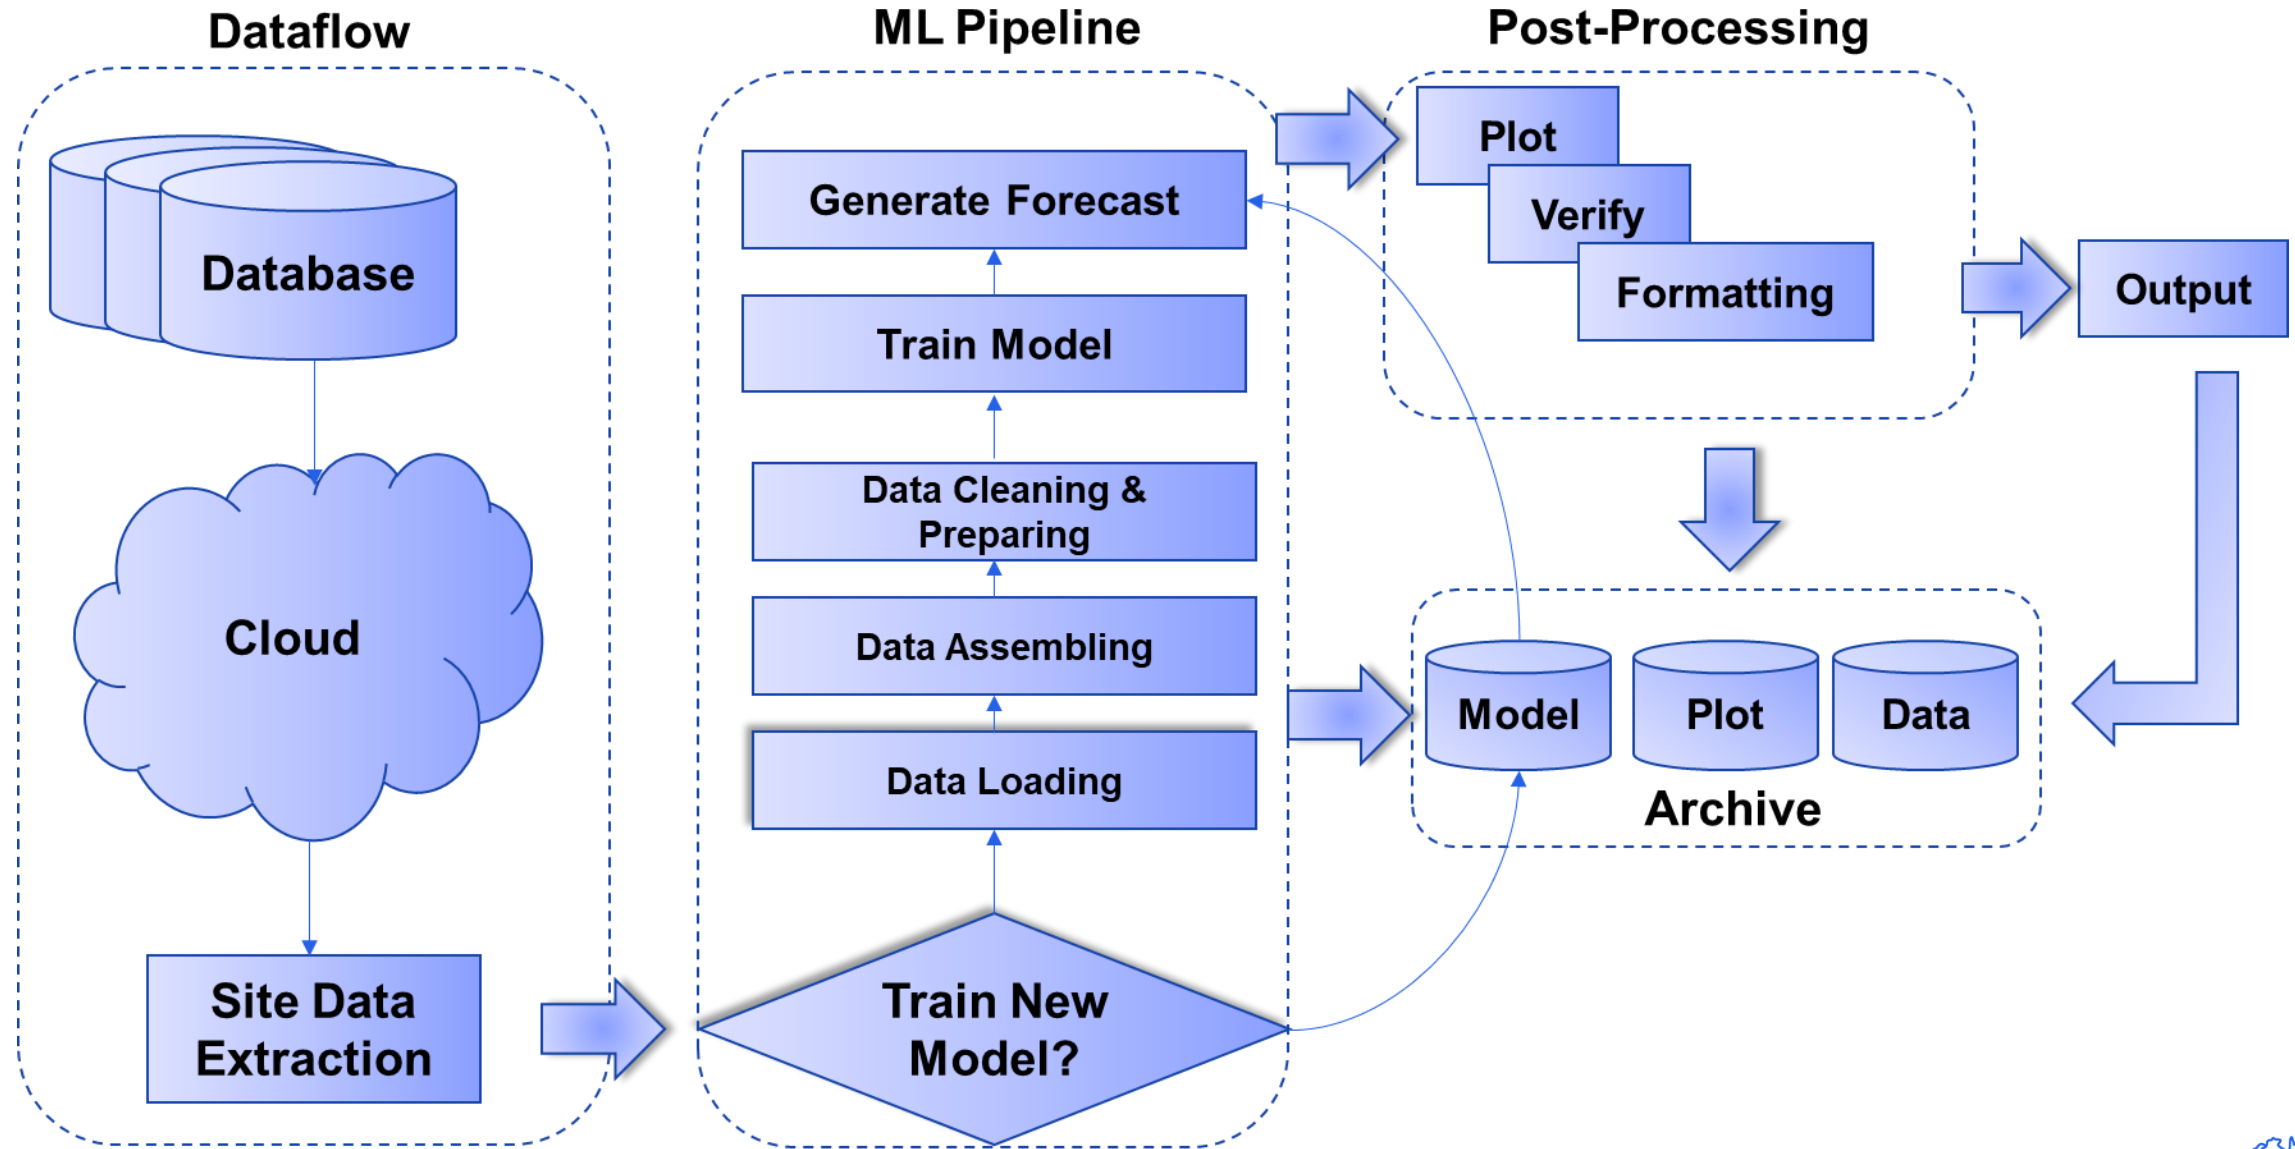 Dataflow
Database
Cloud
Site Data
Extraction
ML Pipeline
Generate Forecast
Train Model
Data Cleaning &
Preparing
Data Assembling
Data Loading
Train New
Model?
Post-Processing
Plot
Verify
Formatting
Output
Model
Plot
Data
Archive